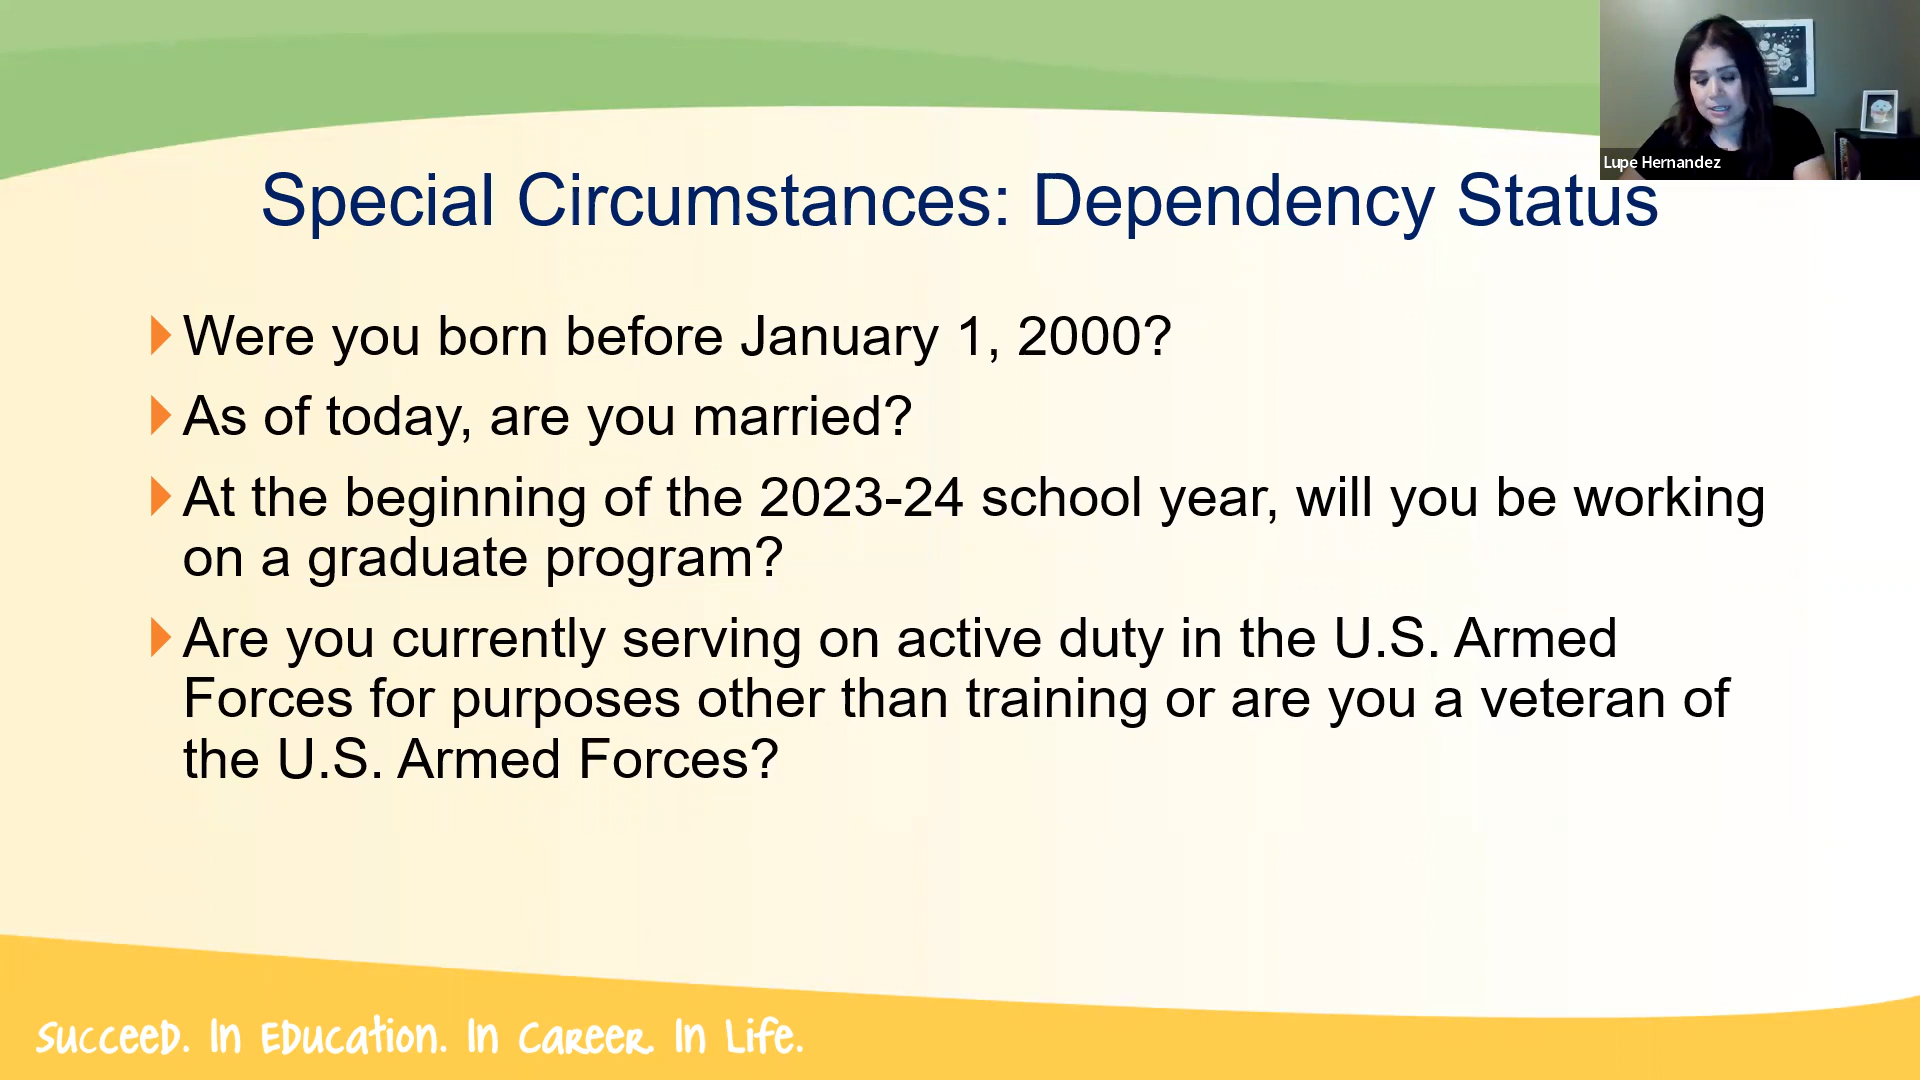 Lupe Hernandez
Special Circumstances: Dependency Status
Were you born before January 1, 2000?
As of today, are you married?
At the beginning of the 2023-24 school year, will you be working
on a graduate program?
Are you currently serving on active duty in the U.S. Armed
Forces for purposes other than training or are you a veteran of
the U.S. Armed Forces?
Succeed. In Education. In Career. In Life.